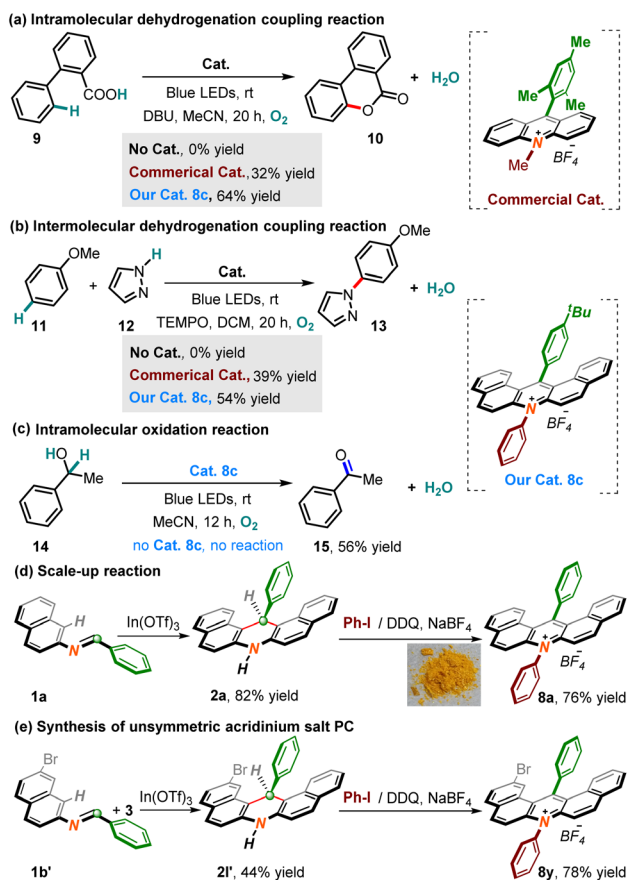 (a) Intramolecular dehydrogenation coupling reaction
COOH
H
9
Cat.
Blue LEDs, rt
DBU, MeCN, 20 h, O2
O
O
10
+ H2O
No Cat., 0% yield
Commerical Cat., 32% yield
Our Cat. 8c, 64% yield
Me
Me
Me
N
+
Me
BF4
−
Commercial Cat.
(b) Intermolecular dehydrogenation coupling reaction
OMe
H
11
+
H
N
N
12
Cat.
Blue LEDs, rt
TEMPO, DCM, 20 h, O2
OMe
N
N
13
+ H2O
No Cat., 0% yield
Commerical Cat., 39% yield
Our Cat. 8c, 54% yield
tBu
N
+
BF4
−
Our Cat. 8c
(c) Intramolecular oxidation reaction
HO
H
Me
14
Cat. 8c
Blue LEDs, rt
MeCN, 12 h, O2
no Cat. 8c, no reaction
O
Me
15, 56% yield
+ H2O
(d) Scale-up reaction
H
N
1a
In(OTf)3
H
N
H
2a, 82% yield
Ph-I / DDQ, NaBF4
N
+
BF4
−
8a, 76% yield
(e) Synthesis of unsymmetric acridinium salt PC
Br
H
N
+ 3
1b'
In(OTf)3
Br
H
N
H
2l', 44% yield
Ph-I / DDQ, NaBF4
Br
N
+
BF4
−
8y, 78% yield